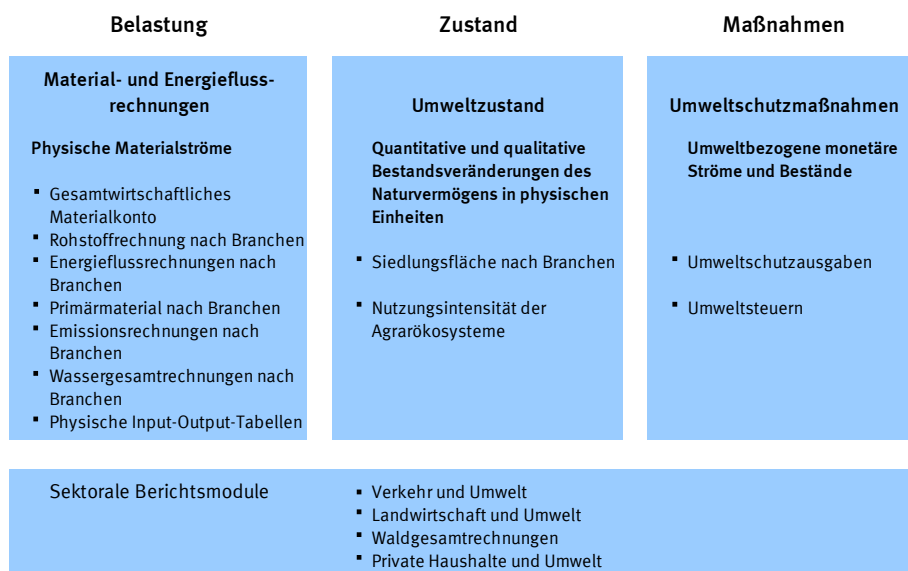 Belastung
Zustand
Maßnahmen
Material- und Energiefluss-
rechnungen
Physische Materialströme
▪ Gesamtwirtschaftliches
Materialkonto
▪ Rohstoffrechnung nach Branchen
▪ Energieflussrechnungen nach
Branchen
▪ Primärmaterial nach Branchen
▪ Emissionsrechnungen nach
Branchen
▪ Wassergesamtrechnungen nach
Branchen
▪ Physische Input-Output-Tabellen
Umweltzustand
Quantitative und qualitative
Bestandsveränderungen des
Naturvermögens in physischen
Einheiten
▪ Siedlungsfläche nach Branchen
▪ Nutzungsintensität der
Agrarökosysteme
Umweltschutzmaßnahmen
Umweltbezogene monetäre
Ströme und Bestände
▪ Umweltschutzausgaben
▪ Umweltsteuern
Sektorale Berichtsmodule
▪ Verkehr und Umwelt
▪ Landwirtschaft und Umwelt
▪ Waldgesamtrechnungen
▪ Private Haushalte und Umwelt